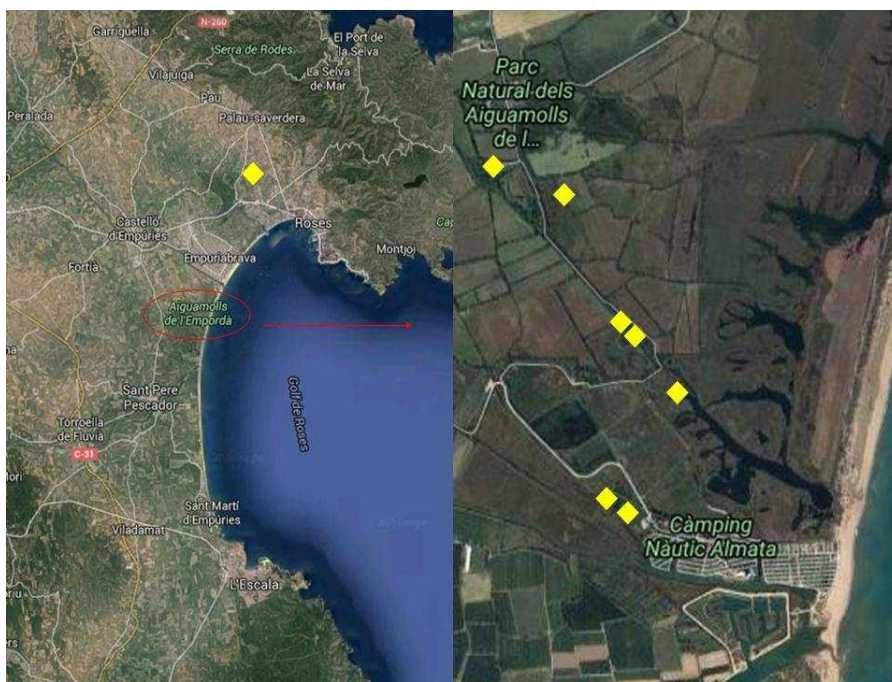 N-260
Garriguella
El Port de
la Selva
Serra de Rodes
Vilajuïga
La Selva
de Mar
Pau
Peralada
Palau-saverdera
Roses
Castelló
d'Empúries
Empuriabrava
Montjoi
Fortià
Aiguamolls
de l'Empordà
Sant Pere
Pescador
Golf de Roses
Torroella
de Fluvià
C-31
Sant Martí
d'Empúries
Viladamat
L'Escala
Parc
Natural dels
Aiguamolls
de l...
Càmping
Nàutic Almata